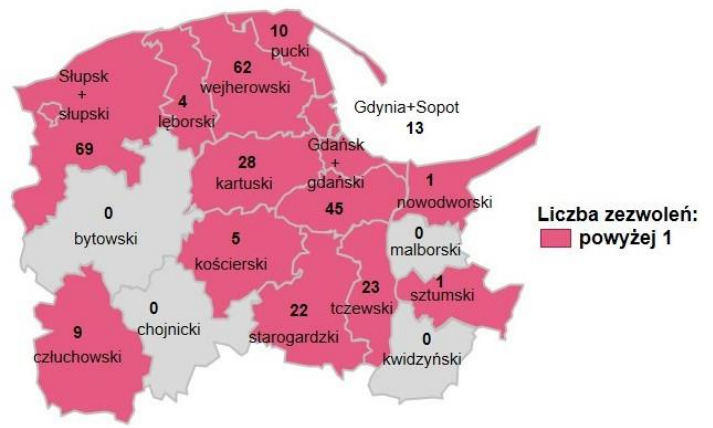 10
pucki
62
wejherowski
Słupsk
+
słupski
69
4
lęborski
Gdynia+Sopot
13
28
kartuski
Gdańsk
+
gdański
45
1
nowodworski
0
bytowski
0
malborski
5
kościerski
Liczba zezwoleń:
powyżej 1
23
tczewski
1
sztumski
0
chojnicki
22
starogardzki
9
człuchowski
0
kwidzyński